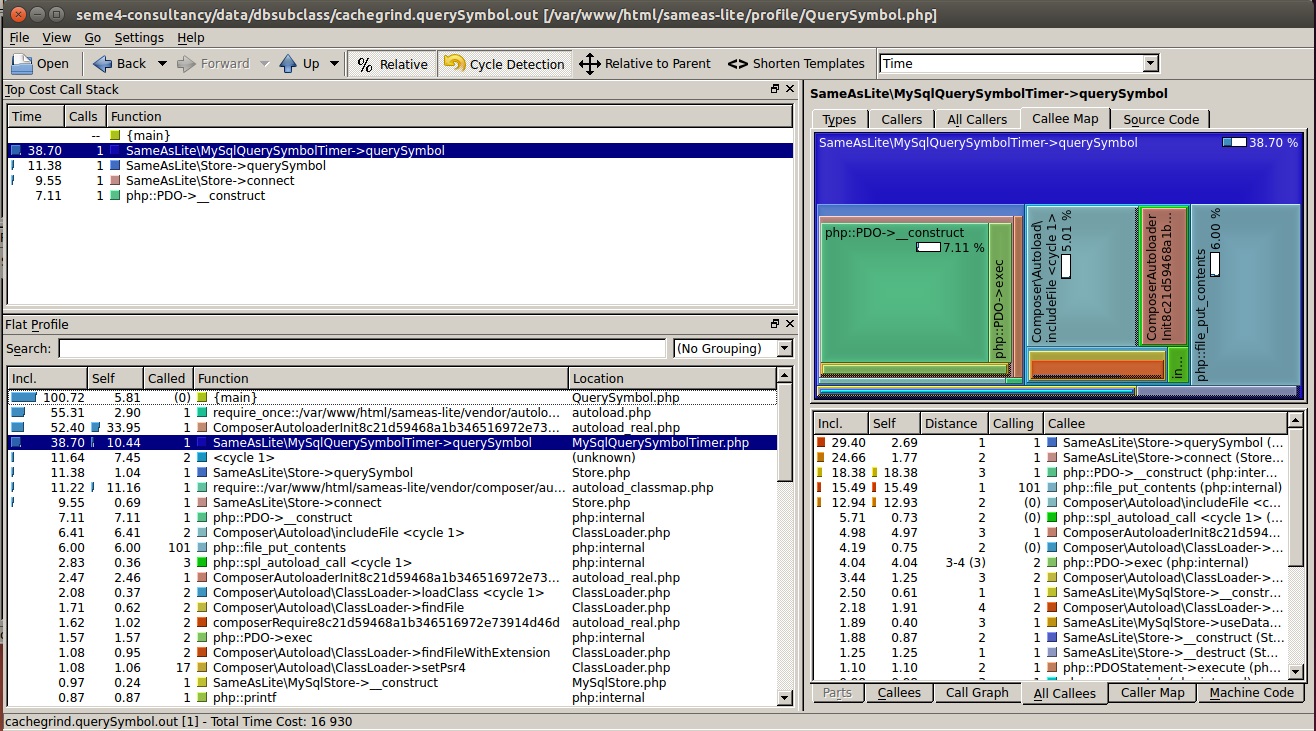 seme4-consultancy/data/dbsubclass/cachegrind.querySymbol.out [/var/www/html/sameas-lite/profile/QuerySymbol.php]
File View Go Settings Help
Open Back Forward Up % Relative Cycle Detection Relative to Parent <> Shorten Templates Time
Top Cost Call Stack
Time Calls Function
-- {main}
38.70 1 SameAsLite\MySqlQuerySymbolTimer->querySymbol
11.38 1 SameAsLite\Store->querySymbol
9.55 1 SameAsLite\Store->connect
7.11 1 php::PDO->__construct
Flat Profile
Search: (No Grouping)
Incl. Self Called Function Location
100.72 5.81 (0) {main} QuerySymbol.php
55.31 2.90 1 require_once::/var/www/html/sameas-lite/vendor/autolo... autoload.php
52.40 33.95 1 ComposerAutoloaderInit8c21d59468a1b346516972e73... autoload_real.php
38.70 10.44 1 SameAsLite\MySqlQuerySymbolTimer->querySymbol MySqlQuerySymbolTimer.php
11.64 7.45 2 <cycle 1> (unknown)
11.38 1.04 1 SameAsLite\Store->querySymbol Store.php
11.22 11.16 1 require::/var/www/html/sameas-lite/vendor/composer/au... autoload_classmap.php
9.55 0.69 1 SameAsLite\Store->connect Store.php
7.11 7.11 1 php::PDO->__construct php:internal
6.41 6.41 2 Composer\Autoload\includeFile <cycle 1> ClassLoader.php
6.00 6.00 101 php::file_put_contents php:internal
2.83 0.36 3 php::spl_autoload_call <cycle 1> php:internal
2.47 2.46 1 ComposerAutoloaderInit8c21d59468a1b346516972e73... autoload_real.php
2.08 0.37 2 Composer\Autoload\ClassLoader->loadClass <cycle 1> ClassLoader.php
1.71 0.62 2 Composer\Autoload\ClassLoader->findFile ClassLoader.php
1.62 1.02 2 composerRequire8c21d59468a1b346516972e73914d46d autoload_real.php
1.57 1.57 2 php::PDO->exec php:internal
1.08 0.95 2 Composer\Autoload\ClassLoader->findFileWithExtension ClassLoader.php
1.08 1.06 17 Composer\Autoload\ClassLoader->setPsr4 ClassLoader.php
0.97 0.24 1 SameAsLite\MySqlStore->__construct MySqlStore.php
0.87 0.87 1 php::printf php:internal
SameAsLite\MySqlQuerySymbolTimer->querySymbol
Types Callers All Callers Callee Map Source Code
SameAsLite\MySqlQuerySymbolTimer->querySymbol 38.70 %
php::PDO->__construct
7.11 %
php::PDO->exec
Composer\Autoload\
includeFile <cycle 1>
5.01 %
ComposerAutoloader
Init8c21d59468a1b...
in...
php::file_put_contents
6.00 %
Incl. Self Distance Calling Callee
29.40 2.69 1 1 SameAsLite\Store->querySymbol (...
24.66 1.77 2 1 SameAsLite\Store->connect (Store...
18.38 18.38 3 1 php::PDO->__construct (php:inter...
15.49 15.49 1 101 php::file_put_contents (php:internal)
12.94 12.94 2 (0) Composer\Autoload\includeFile <c...
5.71 0.73 2 (0) php::spl_autoload_call <cycle 1> (...
4.98 4.97 3 1 ComposerAutoloaderInit8c21d594...
4.19 0.75 2 (0) Composer\Autoload\ClassLoader->...
4.04 4.04 3-4 (3) 2 php::PDO->exec (php:internal)
3.44 1.25 3 2 Composer\Autoload\ClassLoader->...
2.50 0.61 1 1 SameAsLite\MySqlStore->__constr...
2.18 1.91 4 2 Composer\Autoload\ClassLoader->...
1.89 0.40 3 1 SameAsLite\MySqlStore->useData...
1.88 0.87 2 1 SameAsLite\Store->__construct (St...
1.25 1.25 1 1 SameAsLite\Store->__destruct (St...
1.10 1.10 2 1 php::PDOStatement->execute (ph...
Parts Callees Call Graph All Callees Caller Map Machine Code
cachegrind.querySymbol.out [1] - Total Time Cost: 16 930